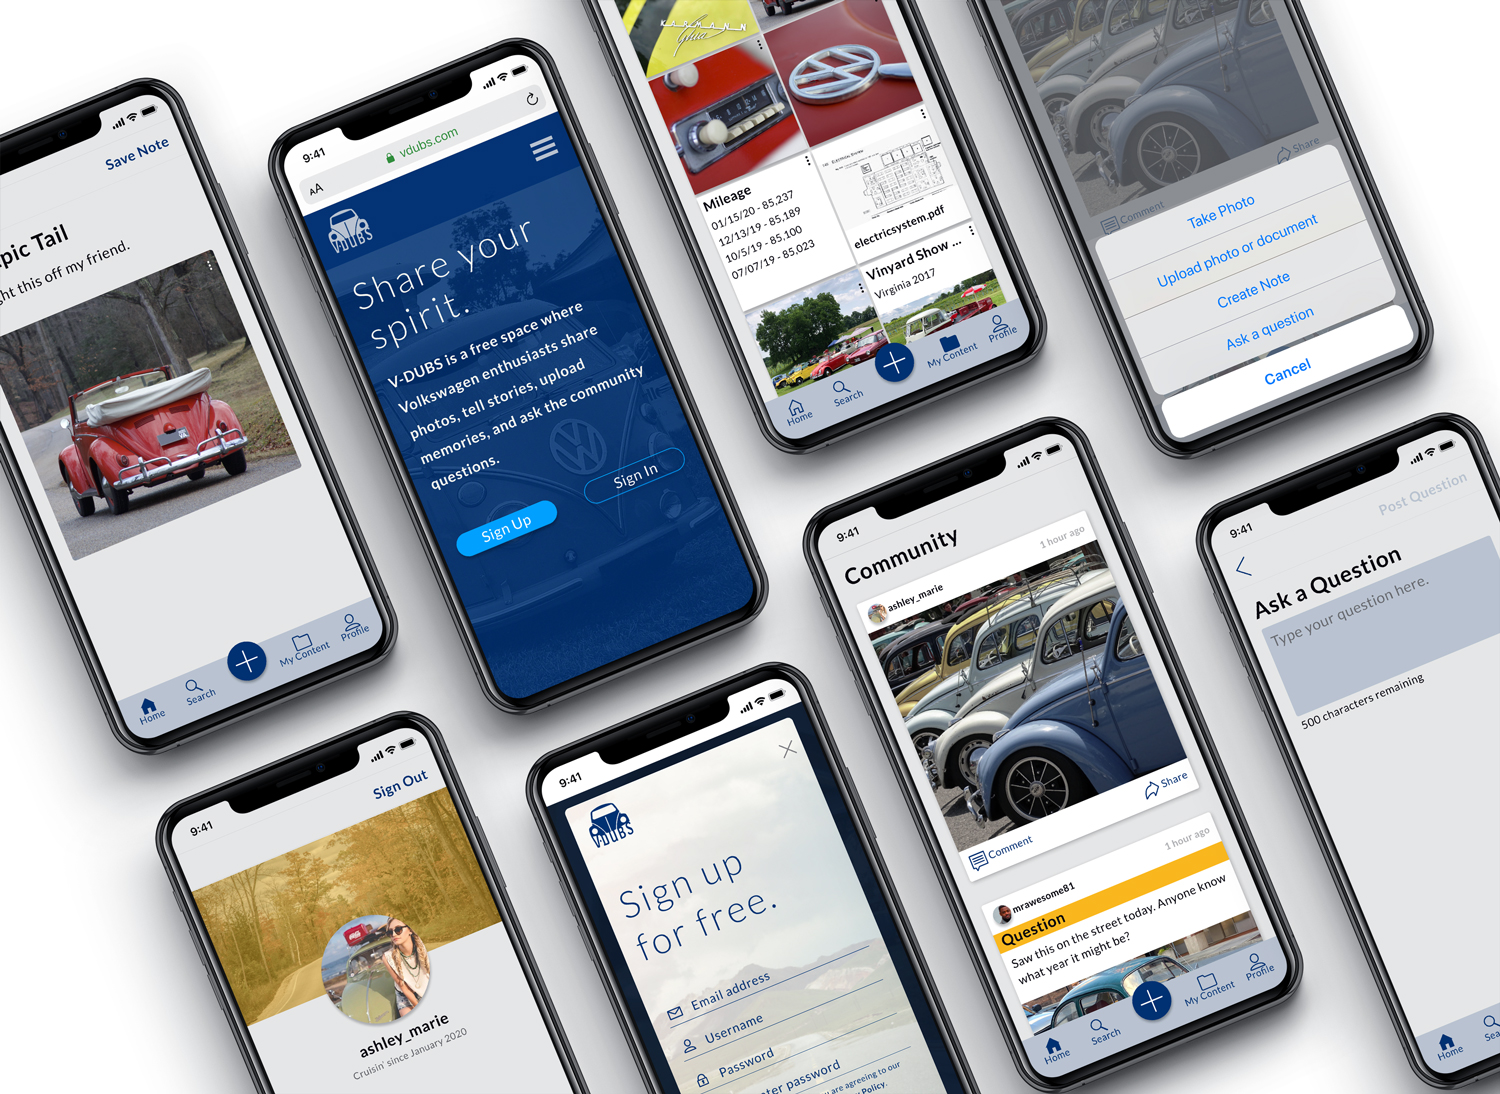 Save Note
pic Tail
ght this off my friend.
Home
Search
My Content
Profile
9:41
AA
vdubs.com
V-DUBS
Share your
spirit.
V-DUBS is a free space where
Volkswagen enthusiasts share
photos, tell stories, upload
memories, and ask the community
questions.
Sign Up
Sign In
KARMANN
Ghia
Mileage
01/15/20 - 85,237
12/13/19 - 85,189
10/5/19 - 85,100
07/07/19 - 85,023
electricsystem.pdf
Vinyard Show ...
Virginia 2017
Home
Search
My Content
Profile
Comment
Share
Take Photo
Upload photo or document
Create Note
Ask a question
Cancel
9:41
Sign Out
ashley_marie
Cruisin' since January 2020
9:41
V-DUBS
Sign up
for free.
Email address
Username
Password
nter password
u are agreeing to our
Policy.
9:41
Community
ashley_marie
1 hour ago
Comment
Share
mrawesome81
1 hour ago
Question
Saw this on the street today. Anyone know
what year it might be?
Home
Search
My Content
Profile
9:41
Post Question
Ask a Question
Type your question here.
500 characters remaining
Home
Sea